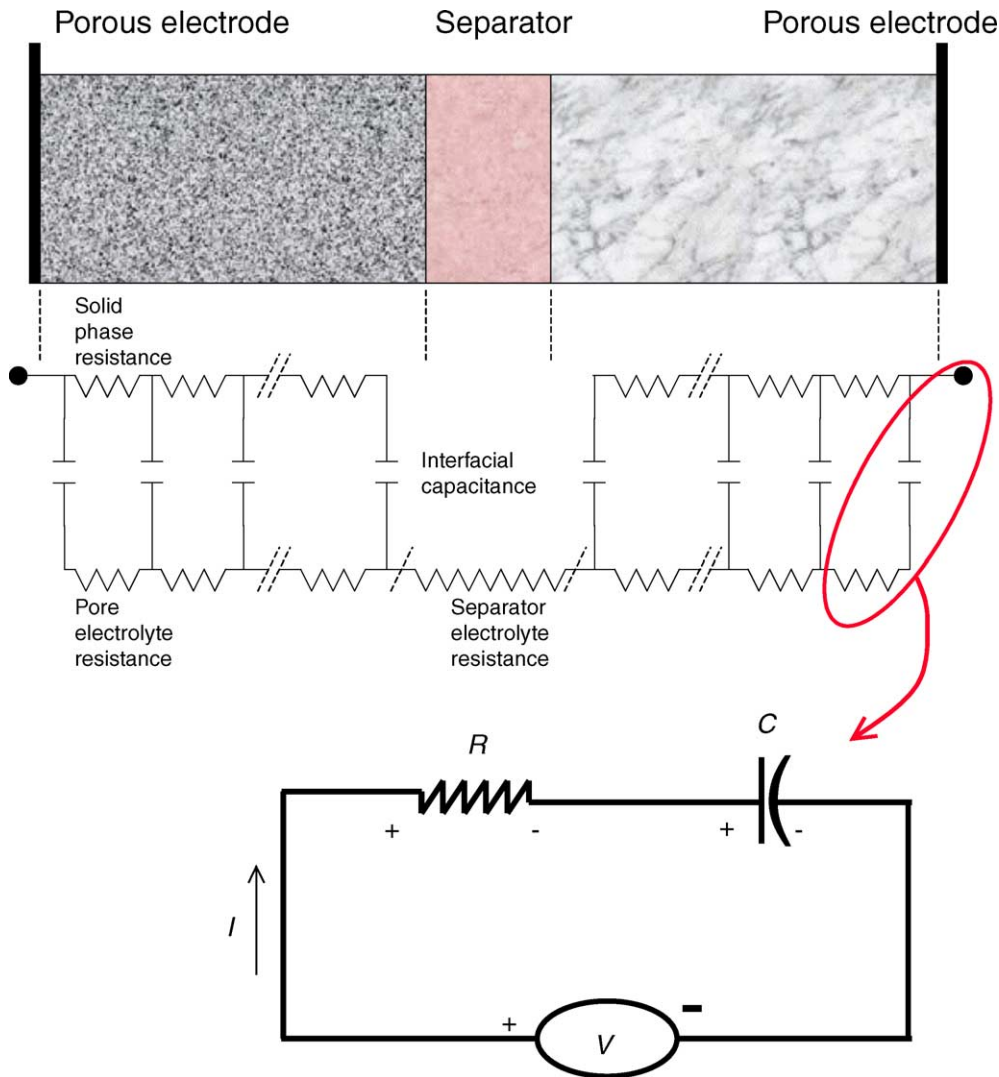 Porous electrode
Separator
Porous electrode
Solid
phase
resistance
Interfacial
capacitance
Pore
electrolyte
resistance
Separator
electrolyte
resistance
R
C
+
-
+
-
I
+
-
V